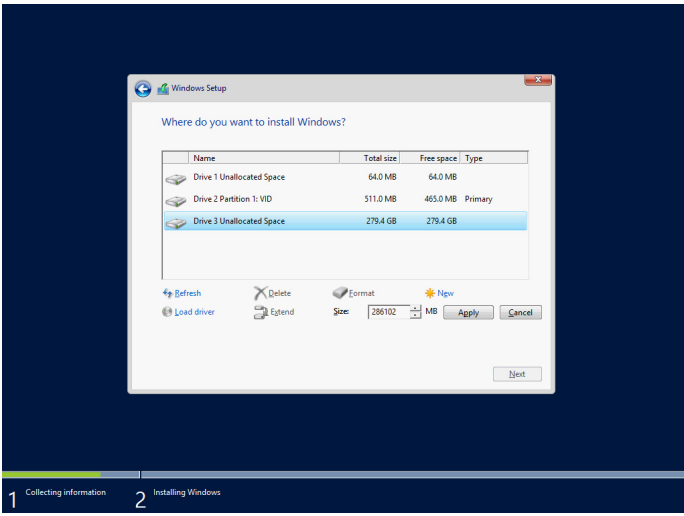 Windows Setup
Where do you want to install Windows?
Name Total size Free space Type
Drive 1 Unallocated Space 64.0 MB 64.0 MB
Drive 2 Partition 1: VID 511.0 MB 465.0 MB Primary
Drive 3 Unallocated Space 279.4 GB 279.4 GB
Refresh Delete Format New
Load driver Extend Size: 286102 MB Apply Cancel
Next
1 Collecting information 2 Installing Windows